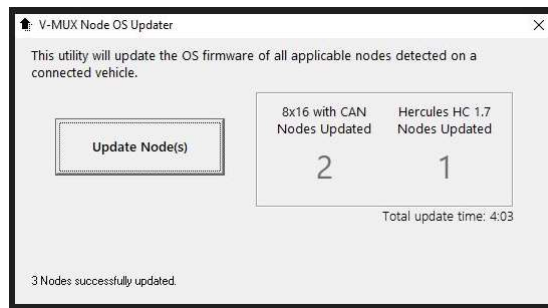 V-MUX Node OS Updater
This utility will update the OS firmware of all applicable nodes detected on a
connected vehicle.
Update Node(s)
8x16 with CAN
Nodes Updated
2
Hercules HC 1.7
Nodes Updated
1
Total update time: 4:03
3 Nodes successfully updated.